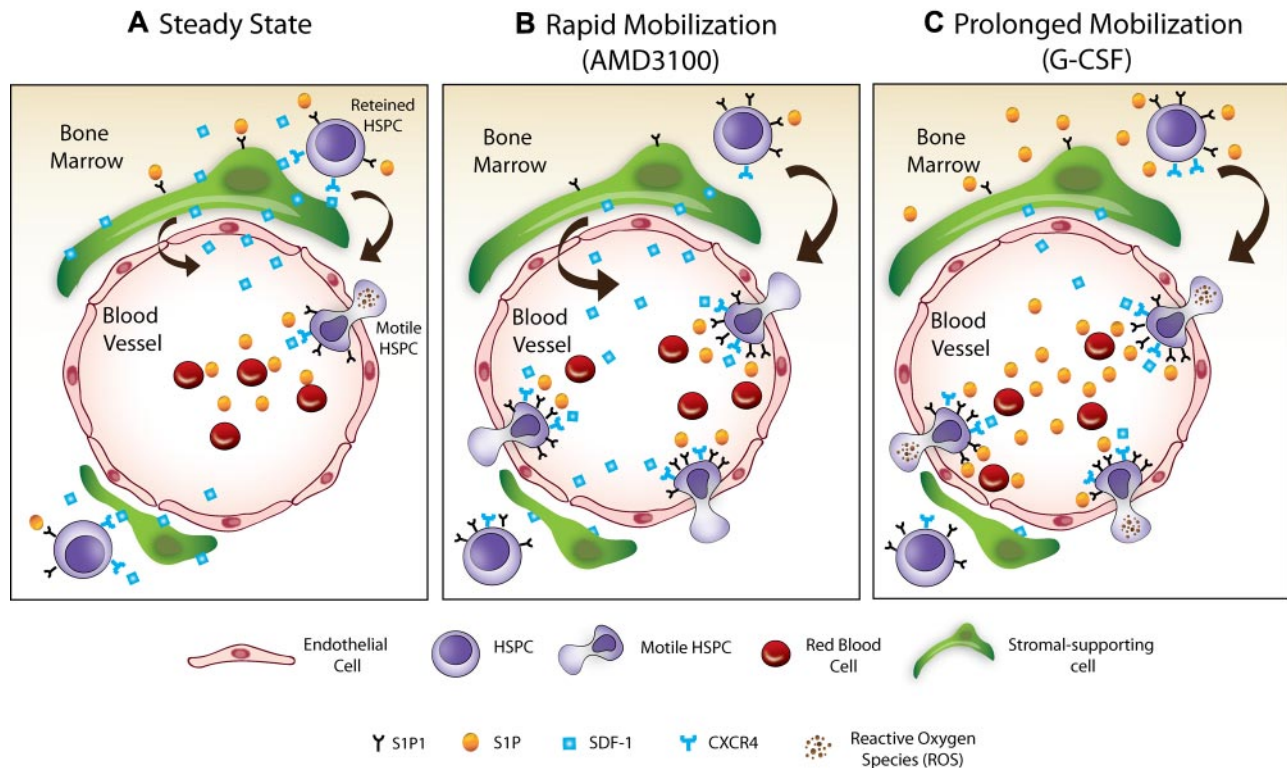 A Steady State
B Rapid Mobilization
(AMD3100)
C Prolonged Mobilization
(G-CSF)
Bone
Marrow
Reteined
HSPC
Blood
Vessel
Motile
HSPC
Bone
Marrow
Blood
Vessel
Bone
Marrow
Blood
Vessel
Endothelial
Cell
HSPC
Motile HSPC
Red Blood
Cell
Stromal-supporting
cell
S1P1
S1P
SDF-1
CXCR4
Reactive Oxygen
Species (ROS)